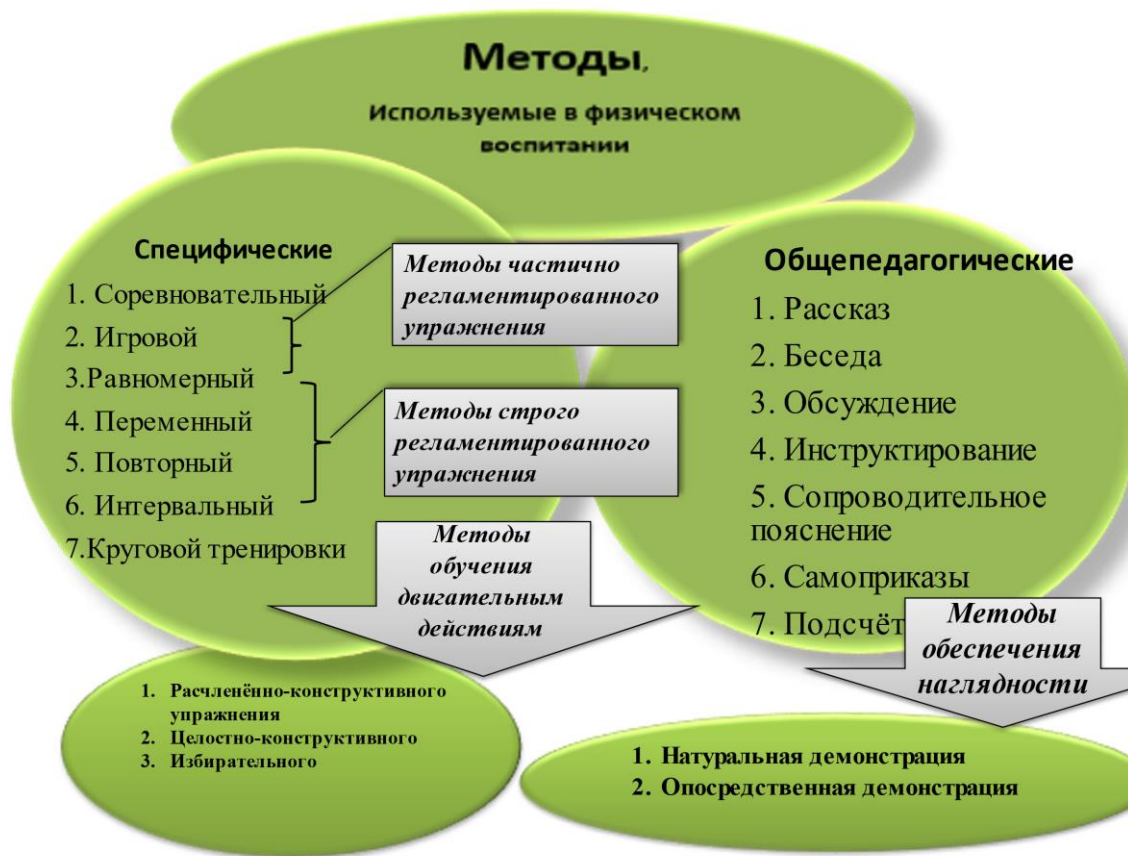 Методы,
Используемые в физическом
воспитании
Специфические
1. Соревновательный
2. Игровой
3.Равномерный
4. Переменный
5. Повторный
6. Интервальный
7.Круговой тренировки
Методы частично
регламентированного
упражнения
Методы строго
регламентированного
упражнения
Методы
обучения
двигательным
действиям
1. Расчленённо-конструктивного
упражнения
2. Целостно-конструктивного
3. Избирательного
Общепедагогические
1. Рассказ
2. Беседа
3. Обсуждение
4. Инструктирование
5. Сопроводительное
пояснение
6. Самоприказы
7. Подсчёт
Методы
обеспечения
наглядности
1. Натуральная демонстрация
2. Опосредственная демонстрация